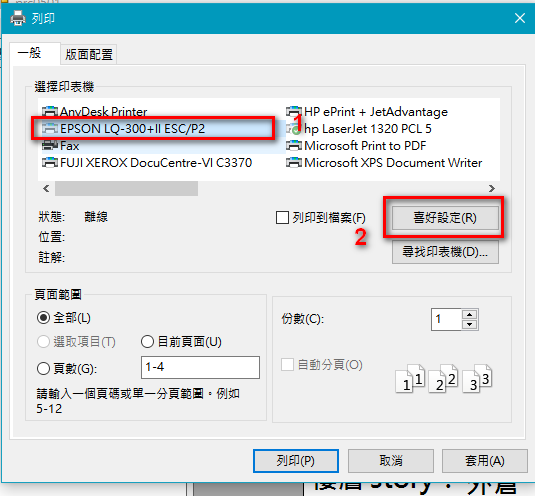 列印
一般
版面配置
選擇印表機
AnyDesk Printer
EPSON LQ-300+II ESC/P2
Fax
FUJI XEROX DocuCentre-VI C3370
HP ePrint + JetAdvantage
hp LaserJet 1320 PCL 5
Microsoft Print to PDF
Microsoft XPS Document Writer
1
狀態: 離線
位置:
註解:
列印到檔案(F)
喜好設定(R)
2
尋找印表機(D)...
頁面範圍
全部(L)
選取項目(T)
目前頁面(U)
頁數(G):
1-4
請輸入一個頁碼或單一分頁範圍。例如
5-12
份數(C):
1
自動分頁(O)
1 1 2 2 3 3
列印(P)
取消
套用(A)
樓層 story: